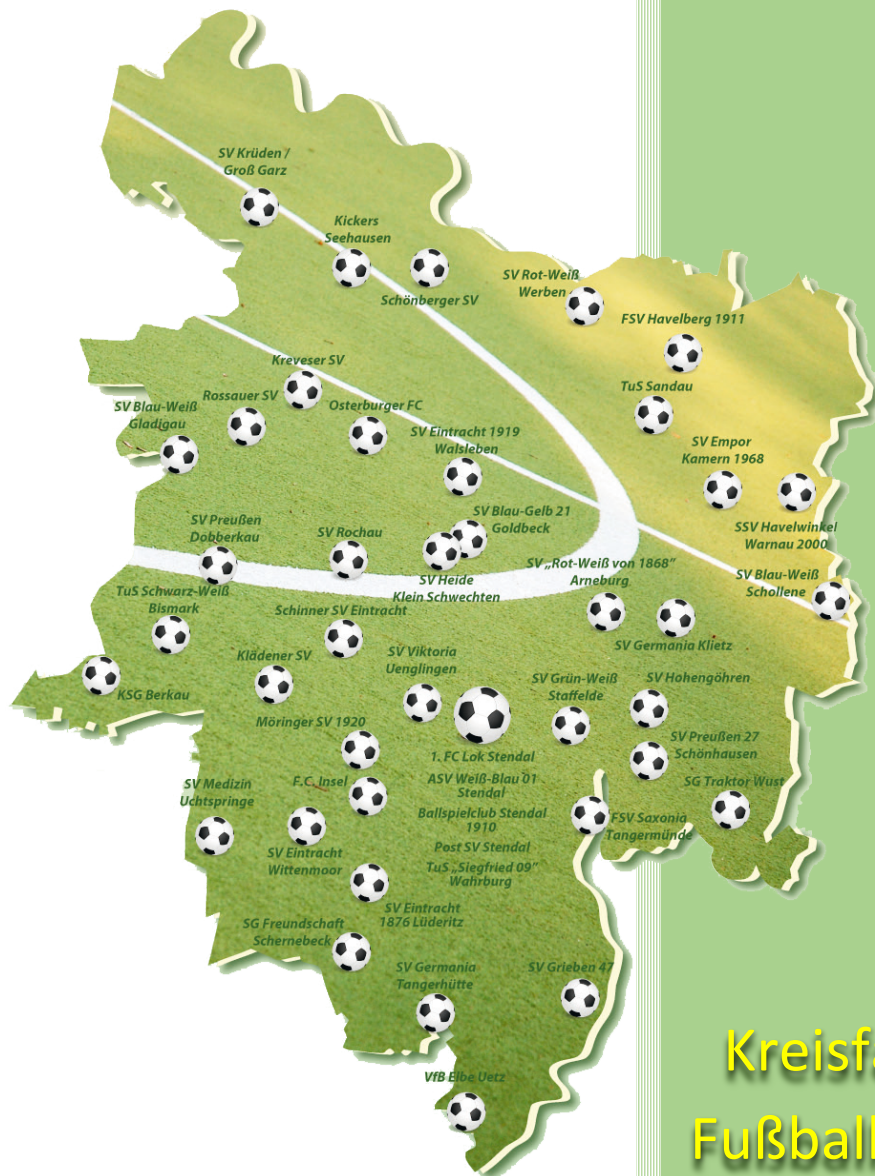 SV Krüden /
Groß Garz
Kickers
Seehausen
Schönberger SV
SV Rot-Weiß
Werben
FSV Havelberg 1911
TuS Sandau
Kreveser SV
Rossauer SV
Osterburger FC
SV Blau-Weiß
Gladigau
SV Eintracht 1919
Walsleben
SV Empor
Kamern 1968
SSV Havelwinkel
Warnau 2000
SV Preußen
Dobberkau
SV Rochau
SV Blau-Gelb 21
Goldbeck
SV Heide
Klein Schwechten
SV „Rot-Weiß von 1868”
Arneburg
SV Blau-Weiß
Schollene
TuS Schwarz-Weiß
Bismark
Schinner SV Eintracht
SV Germania Klietz
KSG Berkau
Klädener SV
SV Viktoria
Uenglingen
SV Grün-Weiß
Staffelde
SV Hohengöhren
Möringer SV 1920
1. FC Lok Stendal
SV Preußen 27
Schönhausen
SV Medizin
Uchtspringe
F.C. Insel
ASV Weiß-Blau 01
Stendal
SG Traktor Wust
Ballspielclub Stendal
1910
FSV Saxonia
Tangermünde
SV Eintracht
Wittenmoor
Post SV Stendal
TuS „Siegfried 09”
Wahrburg
SV Eintracht
1876 Lüderitz
SG Freundschaft
Schernebeck
SV Germania
Tangerhütte
SV Grieben 47
VfB Elbe Uetz
Kreisfa
Fußball